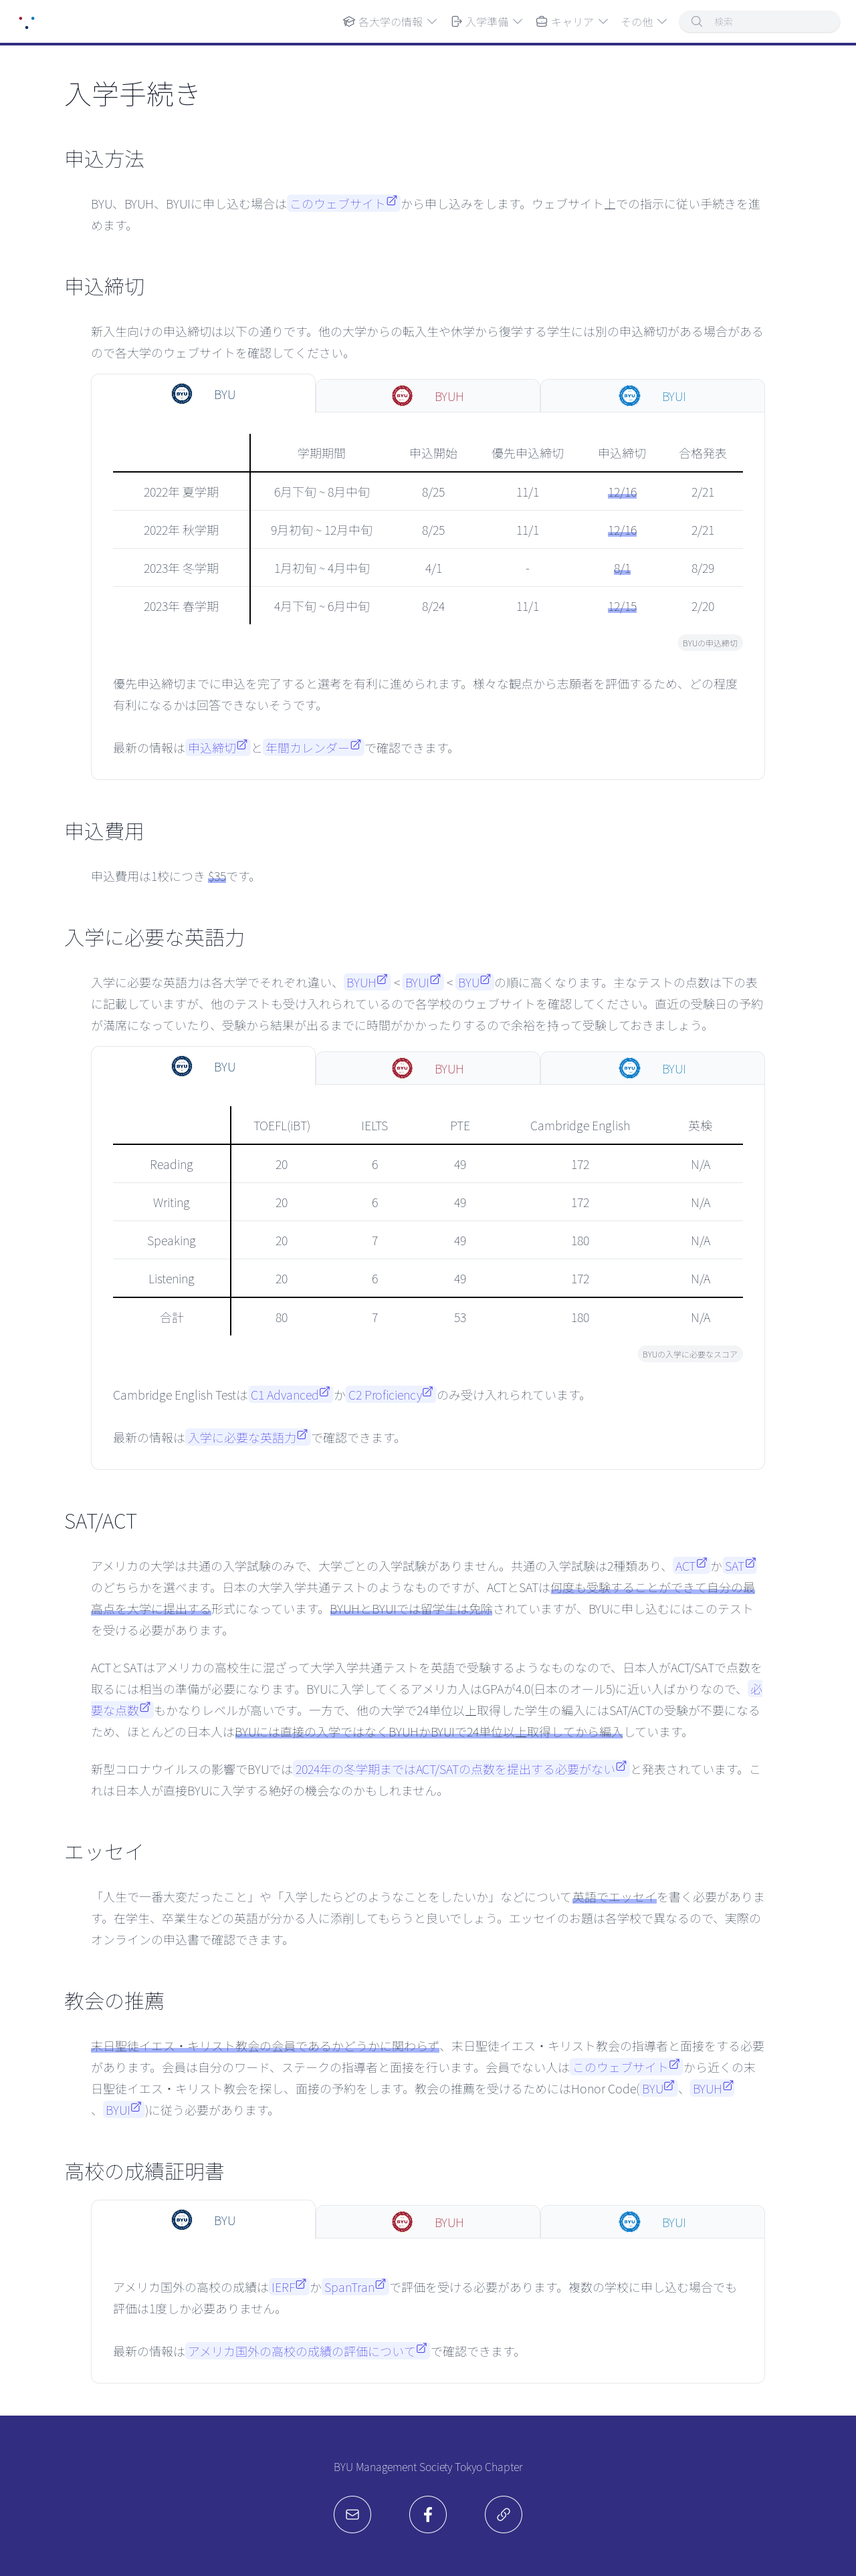 各大学の情報 入学準備 キャリア その他 検索
入学手続き
申込方法
BYU、BYUH、BYUIに申し込む場合はこのウェブサイトから申し込みをします。ウェブサイト上での指示に従い手続きを進
めます。
申込締切
新入生向けの申込締切は以下の通りです。他の大学からの転入生や休学から復学する学生には別の申込締切がある場合がある
ので各大学のウェブサイトを確認してください。
BYU BYUH BYUI
学期期間 申込開始 優先申込締切 申込締切 合格発表
2022年 夏学期 6月下旬 ~ 8月中旬 8/25 11/1 12/16 2/21
2022年 秋学期 9月初旬 ~ 12月中旬 8/25 11/1 12/16 2/21
2023年 冬学期 1月初旬 ~ 4月中旬 4/1 - 8/1 8/29
2023年 春学期 4月下旬 ~ 6月中旬 8/24 11/1 12/15 2/20
BYUの申込締切
優先申込締切までに申込を完了すると選考を有利に進められます。様々な観点から志願者を評価するため、どの程度
有利になるかは回答できないそうです。
最新の情報は申込締切と年間カレンダーで確認できます。
申込費用
申込費用は1校につき $35です。
入学に必要な英語力
入学に必要な英語力は各大学でそれぞれ違い、BYUH < BYUI < BYUの順に高くなります。主なテストの点数は下の表
に記載していますが、他のテストも受け入れられているので各学校のウェブサイトを確認してください。直近の受験日の予約
が満席になっていたり、受験から結果が出るまでに時間がかかったりするので余裕を持って受験しておきましょう。
BYU BYUH BYUI
TOEFL(iBT) IELTS PTE Cambridge English 英検
Reading 20 6 49 172 N/A
Writing 20 6 49 172 N/A
Speaking 20 7 49 180 N/A
Listening 20 6 49 172 N/A
合計 80 7 53 180 N/A
BYUの入学に必要なスコア
Cambridge English TestはC1 AdvancedかC2 Proficiencyのみ受け入れられています。
最新の情報は入学に必要な英語力で確認できます。
SAT/ACT
アメリカの大学は共通の入学試験のみで、大学ごとの入学試験がありません。共通の入学試験は2種類あり、ACTかSAT
のどちらかを選べます。日本の大学入学共通テストのようなものですが、ACTとSATは何度も受験することができて自分の最
高点を大学に提出する形式になっています。BYUHとBYUIでは留学生は免除されていますが、BYUに申し込むにはこのテスト
を受ける必要があります。
ACTとSATはアメリカの高校生に混ざって大学入学共通テストを英語で受験するようなものなので、日本人がACT/SATで点数を
取るには相当の準備が必要になります。BYUに入学してくるアメリカ人はGPAが4.0(日本のオール5)に近い人ばかりなので、必
要な点数もかなりレベルが高いです。一方で、他の大学で24単位以上取得した学生の編入にはSAT/ACTの受験が不要になる
ため、ほとんどの日本人はBYUには直接の入学ではなくBYUHかBYUIで24単位以上取得してから編入しています。
新型コロナウイルスの影響でBYUでは2024年の冬学期まではACT/SATの点数を提出する必要がないと発表されています。こ
れは日本人が直接BYUに入学する絶好の機会なのかもしれません。
エッセイ
「人生で一番大変だったこと」や「入学したらどのようなことをしたいか」などについて英語でエッセイを書く必要がありま
す。在学生、卒業生などの英語が分かる人に添削してもらうと良いでしょう。エッセイのお題は各学校で異なるので、実際の
オンラインの申込書で確認できます。
教会の推薦
末日聖徒イエス・キリスト教会の会員であるかどうかに関わらず、末日聖徒イエス・キリスト教会の指導者と面接をする必要
があります。会員は自分のワード、ステークの指導者と面接を行います。会員でない人はこのウェブサイトから近くの末
日聖徒イエス・キリスト教会を探し、面接の予約をします。教会の推薦を受けるためにはHonor Code(BYU、BYUH
、BYUI)に従う必要があります。
高校の成績証明書
BYU BYUH BYUI
アメリカ国外の高校の成績はIERFかSpanTranで評価を受ける必要があります。複数の学校に申し込む場合でも
評価は1度しか必要ありません。
最新の情報はアメリカ国外の高校の成績の評価についてで確認できます。
BYU Management Society Tokyo Chapter